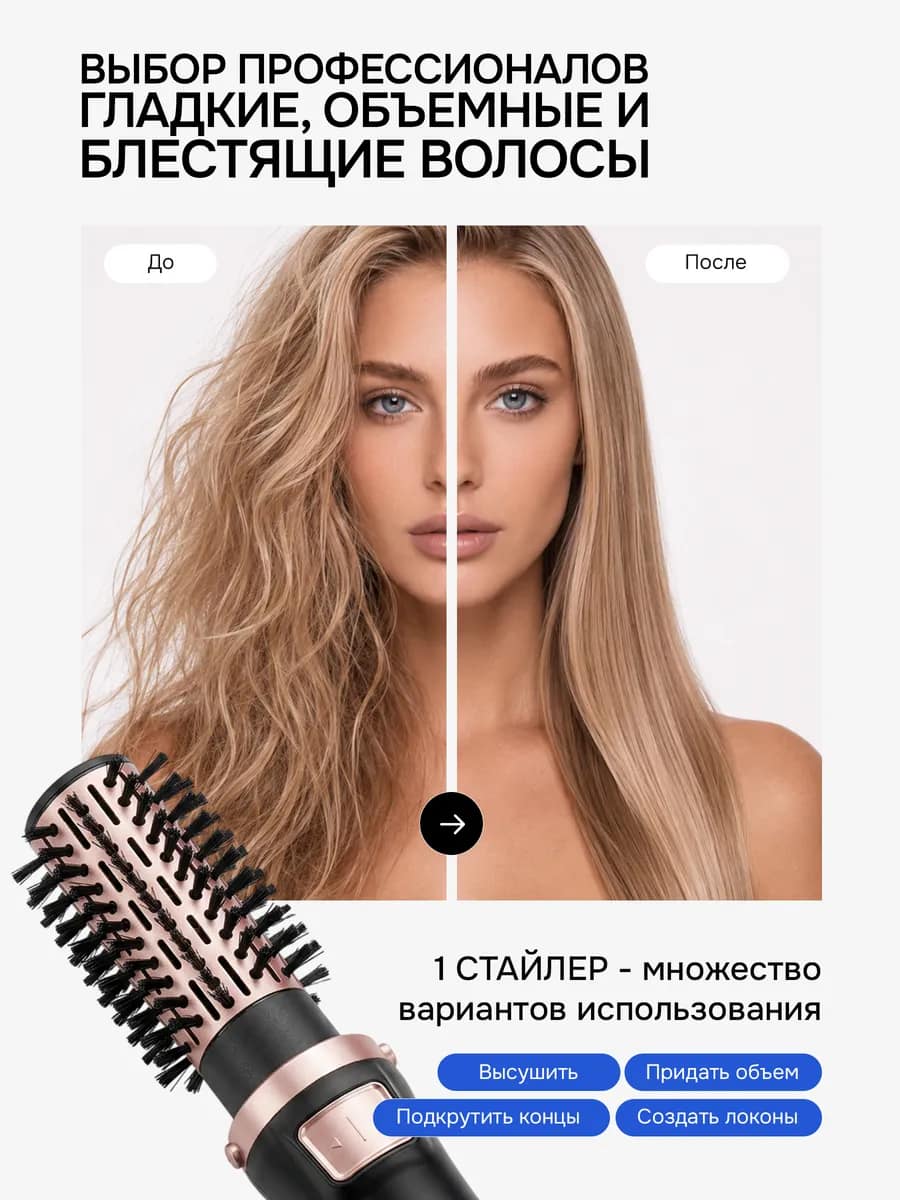 ВЫБОР ПРОФЕССИОНАЛОВ
ГЛАДКИЕ, ОБЪЕМНЫЕ И
БЛЕСТЯЩИЕ ВОЛОСЫ
До
После
1 СТАЙЛЕР - множество
вариантов использования
Высушить
Придать объем
Подкрутить концы
Создать локоны